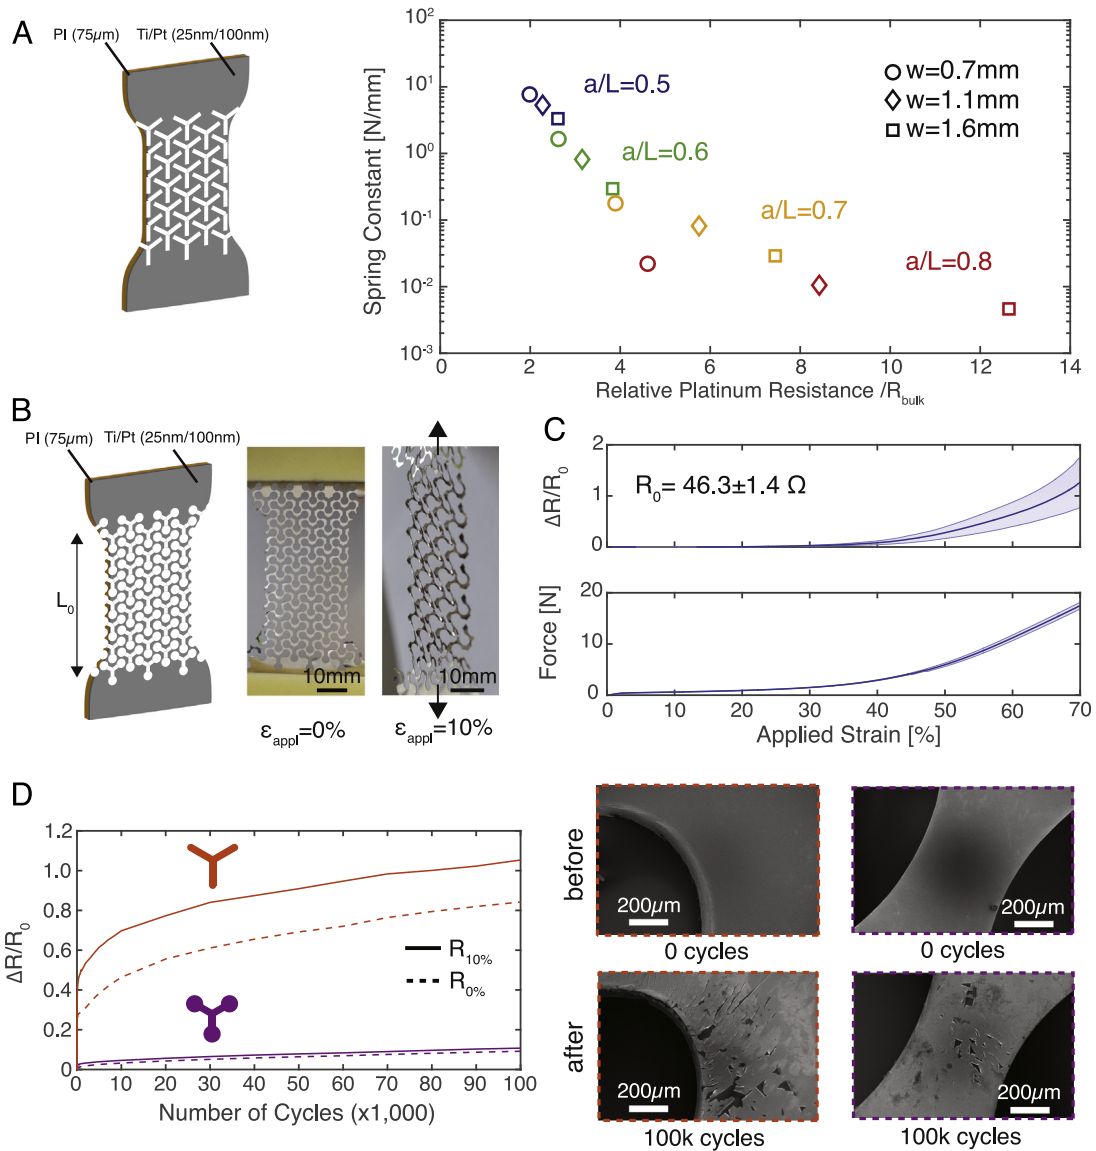 A
PI (75µm)
Ti/Pt (25nm/100nm)
Spring Constant [N/mm]
10²
10¹
10⁰
10⁻¹
10⁻²
10⁻³
a/L=0.5
a/L=0.6
a/L=0.7
a/L=0.8
w=0.7mm
w=1.1mm
w=1.6mm
0 2 4 6 8 10 12 14
Relative Platinum Resistance /R_bulk
B
PI (75µm)
Ti/Pt (25nm/100nm)
L₀
10mm
10mm
ε_appl=0%
ε_appl=10%
C
ΔR/R₀
2
1
0
R₀= 46.3±1.4 Ω
Force [N]
20
10
0
0 10 20 30 40 50 60 70
Applied Strain [%]
D
ΔR/R₀
1.2
1.0
0.8
0.6
0.4
0.2
0
R_10%
R_0%
0 10 20 30 40 50 60 70 80 90 100
Number of Cycles (x1,000)
before
200µm
200µm
0 cycles
0 cycles
after
200µm
200µm
100k cycles
100k cycles